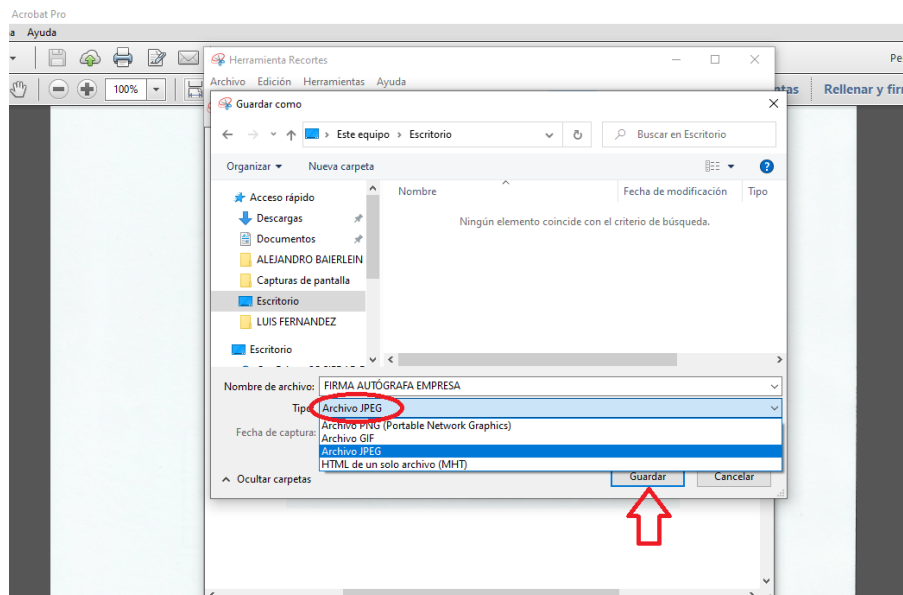 Acrobat Pro
a Ayuda
Herramienta Recortes
Pe
Archivo Edición Herramientas Ayuda
100%
tas Rellenar y fir
Guardar como
Este equipo > Escritorio
Buscar en Escritorio
Organizar Nueva carpeta
Acceso rápido
Nombre Fecha de modificación Tipo
Descargas
Ningún elemento coincide con el criterio de búsqueda.
Documentos
ALEJANDRO BAIERLEIN
Capturas de pantalla
Escritorio
LUIS FERNANDEZ
Escritorio
Nombre de archivo: FIRMA AUTÓGRAFA EMPRESA
Tipo: Archivo JPEG
Archivo PNG (Portable Network Graphics)
Fecha de captura:
Archivo GIF
Archivo JPEG
HTML de un solo archivo (MHT)
Ocultar carpetas
Guardar Cancelar